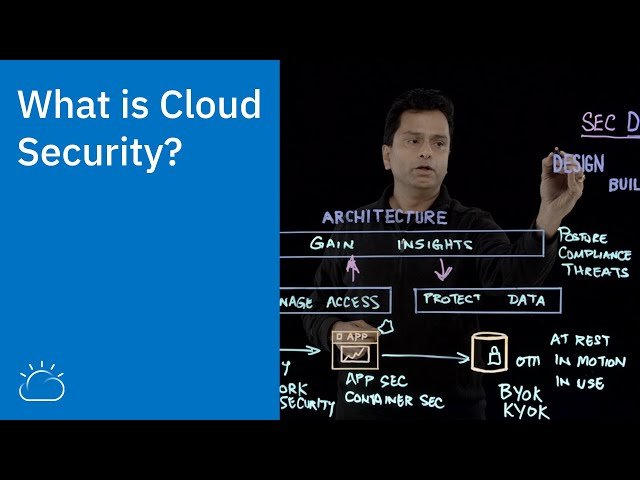 What is Cloud
Security?
SEC D
DESIGN
BUIL
ARCHITECTURE
GAIN INSIGHTS
POSTURE
COMPLIANCE
THREATS
NAGE ACCESS
PROTECT DATA
APP
AT REST
IN MOTION
IN USE
Y
ORK
SECURITY
APP SEC
CONTAINER SEC
BYOK
KYOK